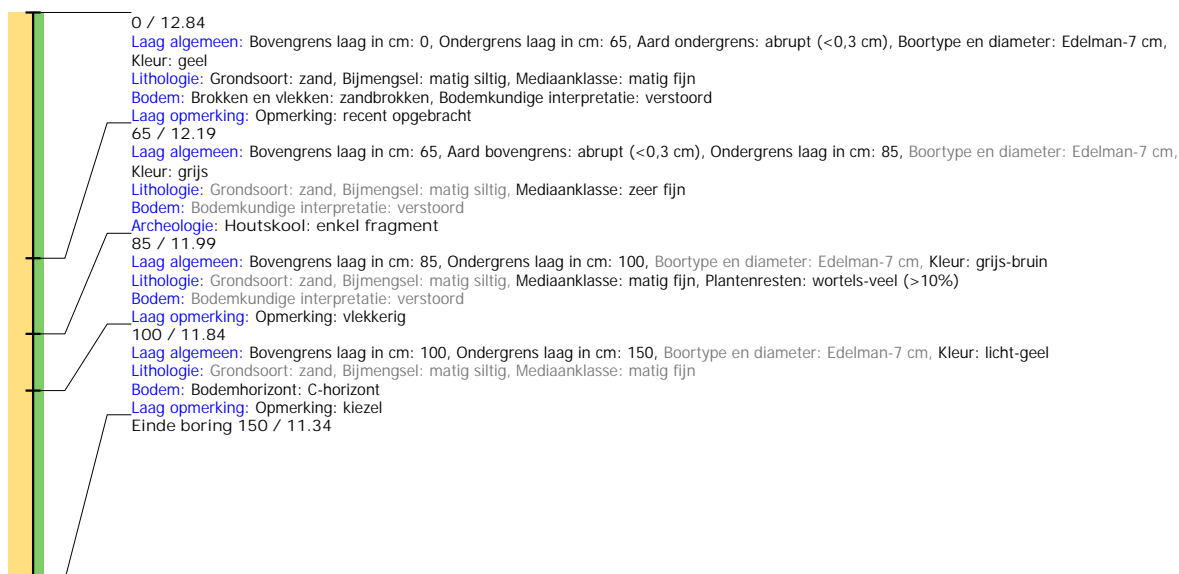 0 / 12.84
Laag algemeen: Bovengrens laag in cm: 0, Ondergrens laag in cm: 65, Aard ondergrens: abrupt (<0,3 cm), Boortype en diameter: Edelman-7 cm,
Kleur: geel
Lithologie: Grondsoort: zand, Bijmengsel: matig siltig, Mediaanklasse: matig fijn
Bodem: Brokken en vlekken: zandbrokken, Bodemkundige interpretatie: verstoord
Laag opmerking: Opmerking: recent opgebracht
65 / 12.19
Laag algemeen: Bovengrens laag in cm: 65, Aard bovengrens: abrupt (<0,3 cm), Ondergrens laag in cm: 85, Boortype en diameter: Edelman-7 cm,
Kleur: grijs
Lithologie: Grondsoort: zand, Bijmengsel: matig siltig, Mediaanklasse: zeer fijn
Bodem: Bodemkundige interpretatie: verstoord
Archeologie: Houtskool: enkel fragment
85 / 11.99
Laag algemeen: Bovengrens laag in cm: 85, Ondergrens laag in cm: 100, Boortype en diameter: Edelman-7 cm, Kleur: grijs-bruin
Lithologie: Grondsoort: zand, Bijmengsel: matig siltig, Mediaanklasse: matig fijn, Plantenresten: wortels-veel (>10%)
Bodem: Bodemkundige interpretatie: verstoord
Laag opmerking: Opmerking: vlekkerig
100 / 11.84
Laag algemeen: Bovengrens laag in cm: 100, Ondergrens laag in cm: 150, Boortype en diameter: Edelman-7 cm, Kleur: licht-geel
Lithologie: Grondsoort: zand, Bijmengsel: matig siltig, Mediaanklasse: matig fijn
Bodem: Bodemhorizont: C-horizont
Laag opmerking: Opmerking: kiezel
Einde boring 150 / 11.34